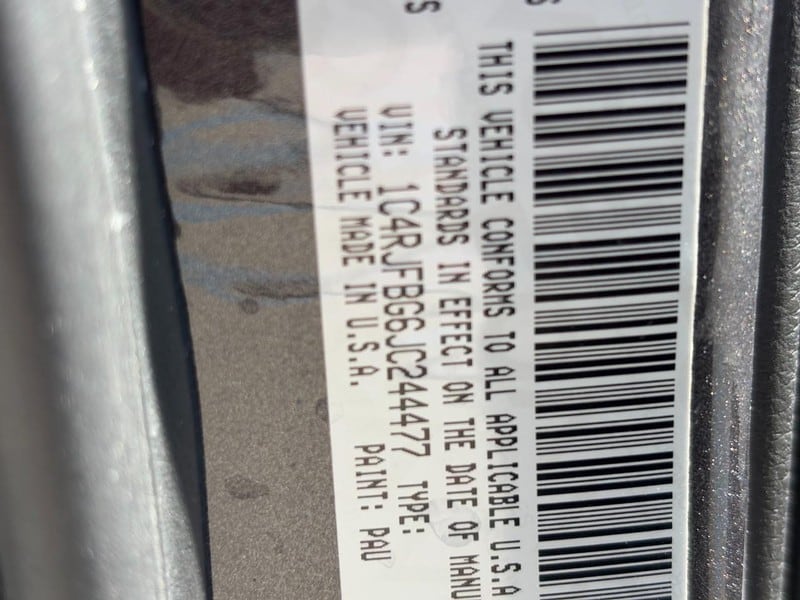 THIS VEHICLE CONFORMS TO ALL APPLICABLE U.S.A
STANDARDS IN EFFECT ON THE DATE OF MANU
VIN: 1C4RJFBG6JC244477 TYPE:
VEHICLE MADE IN U.S.A. PAINT: PAU